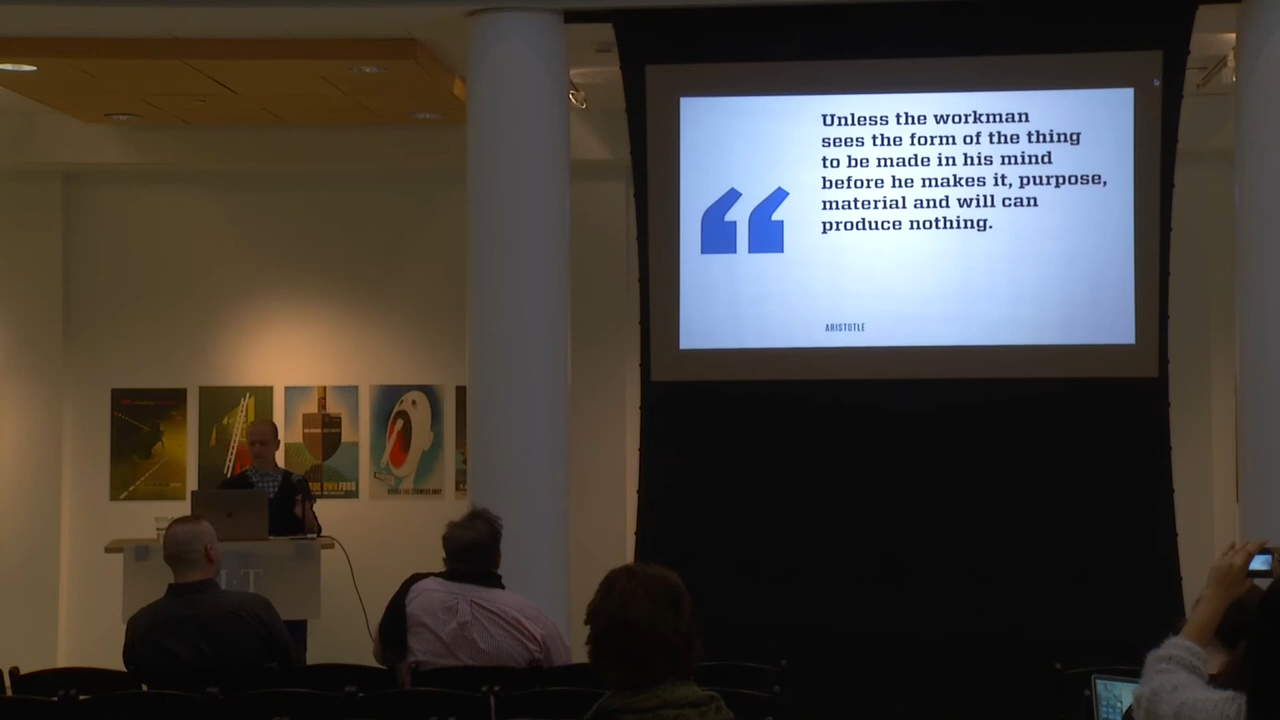 Unless the workman
sees the form of the thing
to be made in his mind
before he makes it, purpose,
material and will can
produce nothing.
ARISTOTLE